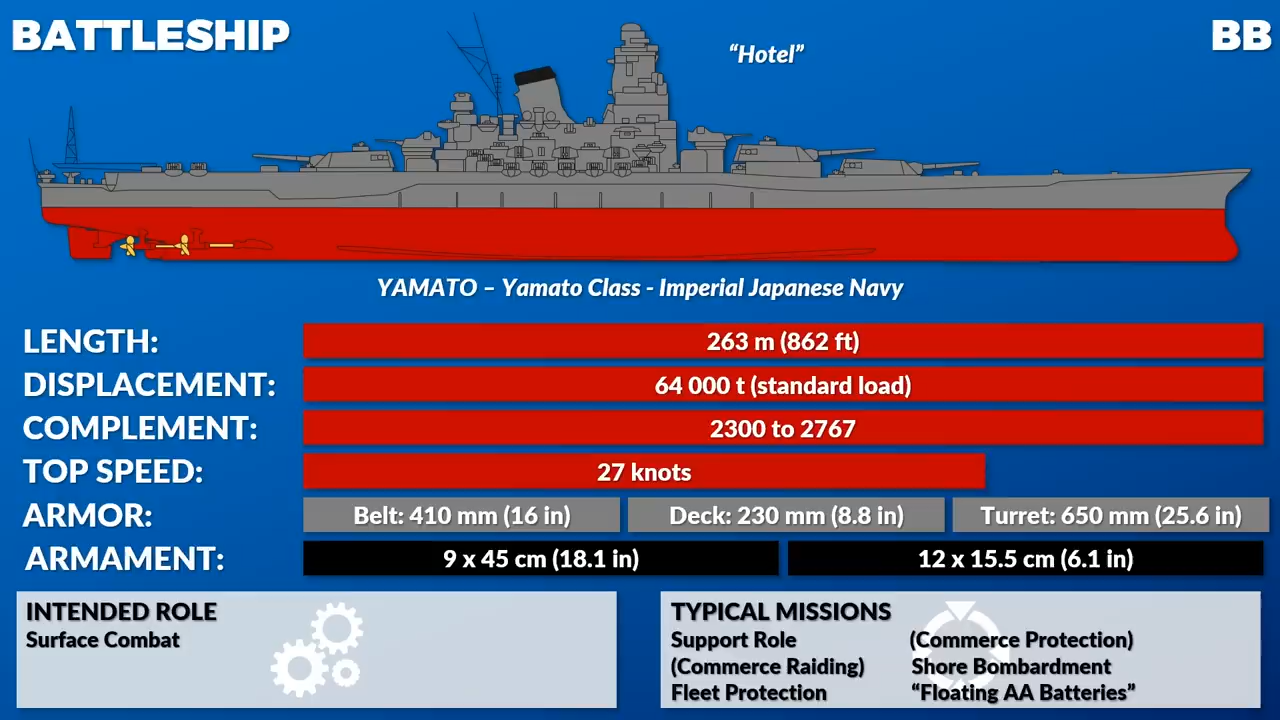 BATTLESHIP
BB
“Hotel”
YAMATO – Yamato Class - Imperial Japanese Navy
LENGTH: 263 m (862 ft)
DISPLACEMENT: 64 000 t (standard load)
COMPLEMENT: 2300 to 2767
TOP SPEED: 27 knots
ARMOR: Belt: 410 mm (16 in) Deck: 230 mm (8.8 in) Turret: 650 mm (25.6 in)
ARMAMENT: 9 x 45 cm (18.1 in) 12 x 15.5 cm (6.1 in)
INTENDED ROLE
Surface Combat
TYPICAL MISSIONS
Support Role (Commerce Protection)
(Commerce Raiding) Shore Bombardment
Fleet Protection “Floating AA Batteries”